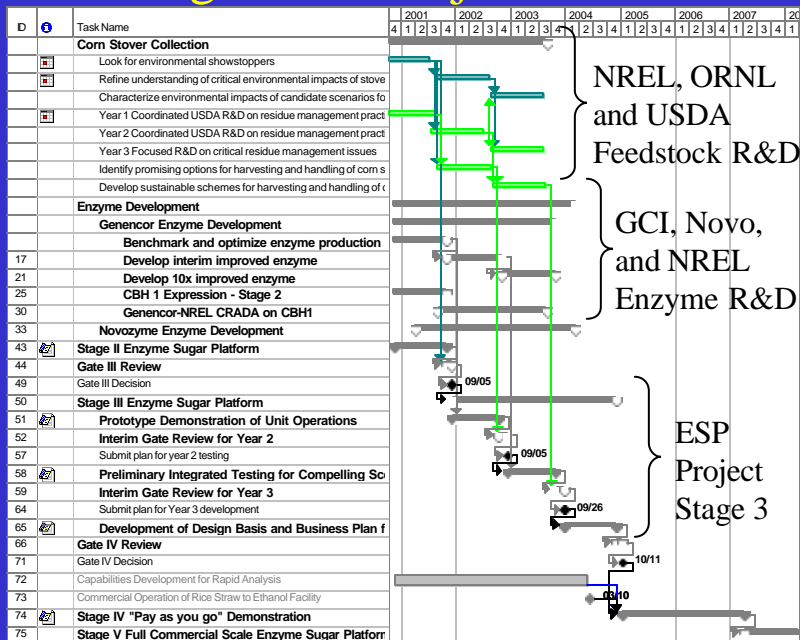 ID Task Name
2001 2002 2003 2004 2005 2006 2007 20
4 1 2 3 4 1 2 3 4 1 2 3 4 1 2 3 4 1 2 3 4 1 2 3 4 1 2 3 4 1
Corn Stover Collection
Look for environmental showstoppers
Refine understanding of critical environmental impacts of stove
Characterize environmental impacts of candidate scenarios fo
Year 1 Coordinated USDA R&D on residue management pract
Year 2 Coordinated USDA R&D on residue management pract
Year 3 Focused R&D on critical residue management issues
Identify promising options for harvesting and handling of corn s
Develop sustainable schemes for harvesting and handling of c
NREL, ORNL
and USDA
Feedstock R&D
Enzyme Development
Genencor Enzyme Development
Benchmark and optimize enzyme production
17 Develop interim improved enzyme
21 Develop 10x improved enzyme
25 CBH 1 Expression - Stage 2
30 Genencor-NREL CRADA on CBH1
33 Novozyme Enzyme Development
GCI, Novo,
and NREL
Enzyme R&D
43 Stage II Enzyme Sugar Platform
44 Gate III Review
49 Gate III Decision 09/05
50 Stage III Enzyme Sugar Platform
51 Prototype Demonstration of Unit Operations
52 Interim Gate Review for Year 2
57 Submit plan for year 2 testing 09/05
58 Preliminary Integrated Testing for Compelling Sc
59 Interim Gate Review for Year 3
64 Submit plan for Year 3 development 09/26
65 Development of Design Basis and Business Plan f
ESP
Project
Stage 3
66 Gate IV Review
71 Gate IV Decision 10/11
72 Capabilities Development for Rapid Analysis
73 Commercial Operation of Rice Straw to Ethanol Facility 03/10
74 Stage IV "Pay as you go" Demonstration
75 Stage V Full Commercial Scale Enzyme Sugar Platform